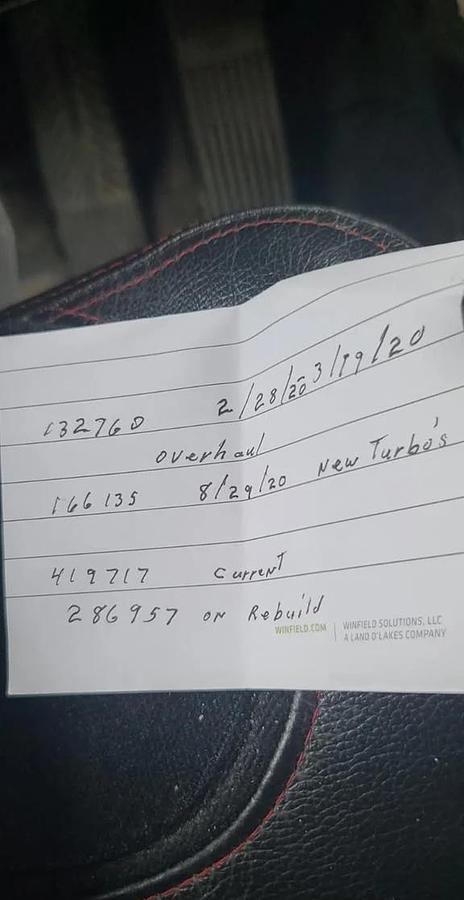 132760 2/28/20 3/19/20
overhaul
166135 8/29/20 New Turbo's
419717 Current
286957 on Rebuild
WINFIELD.COM | WINFIELD SOLUTIONS, LLC
A LAND O'LAKES COMPANY